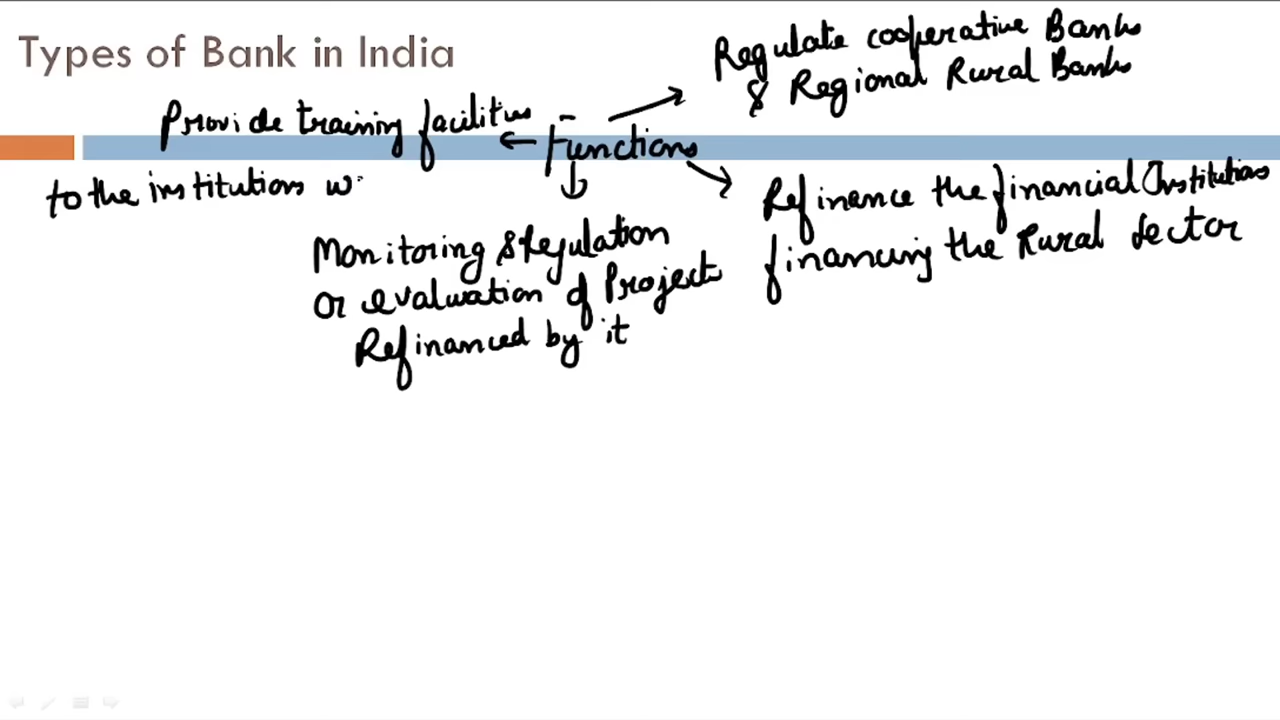 Types of Bank in India
Regulate cooperative Banks
& Regional Rural Banks
Provide training facilities
Functions
to the institutions w
Refinance the financial Institutions
financing the Rural Sector
Monitoring & Regulation
or evaluation of Projects
Refinanced by it